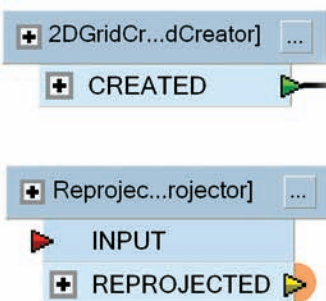 2DGridCr...dCreator] ...
CREATED
Reprojec...rojector] ...
INPUT
REPROJECTED